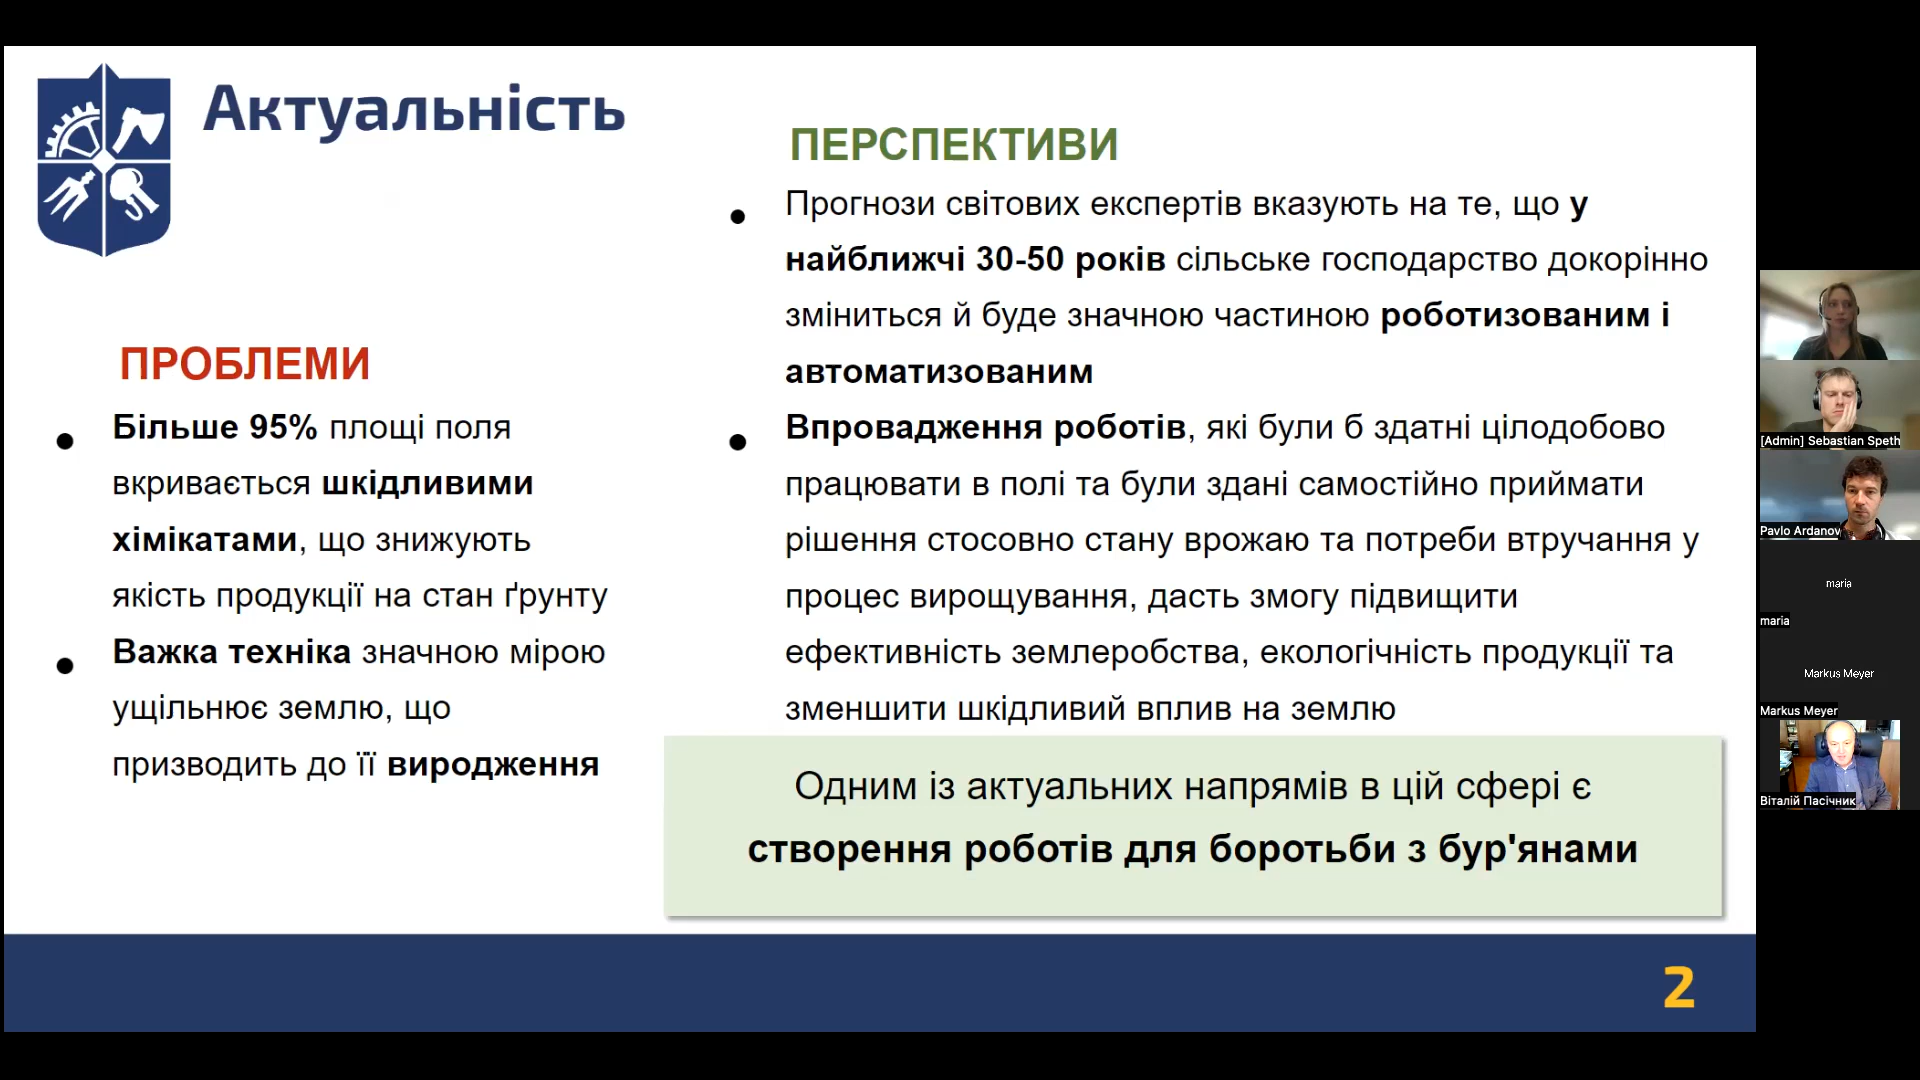 Актуальність
ПРОБЛЕМИ
Більше 95% площі поля
вкривається шкідливими
хімікатами, що знижують
якість продукції на стан ґрунту
Важка техніка значною мірою
ущільнює землю, що
призводить до її виродження
ПЕРСПЕКТИВИ
Прогнози світових експертів вказують на те, що у
найближчі 30-50 років сільське господарство докорінно
зміниться й буде значною частиною роботизованим і
автоматизованим
Впровадження роботів, які були б здатні цілодобово
працювати в полі та були здані самостійно приймати
рішення стосовно стану врожаю та потреби втручання у
процес вирощування, дасть змогу підвищити
ефективність землеробства, екологічність продукції та
зменшити шкідливий вплив на землю
Одним із актуальних напрямів в цій сфері є
створення роботів для боротьби з бур'янами
2
[Admin] Sebastian Speth
Pavlo Ardanov
maria
maria
Markus Meyer
Markus Meyer
Віталій Пасічник